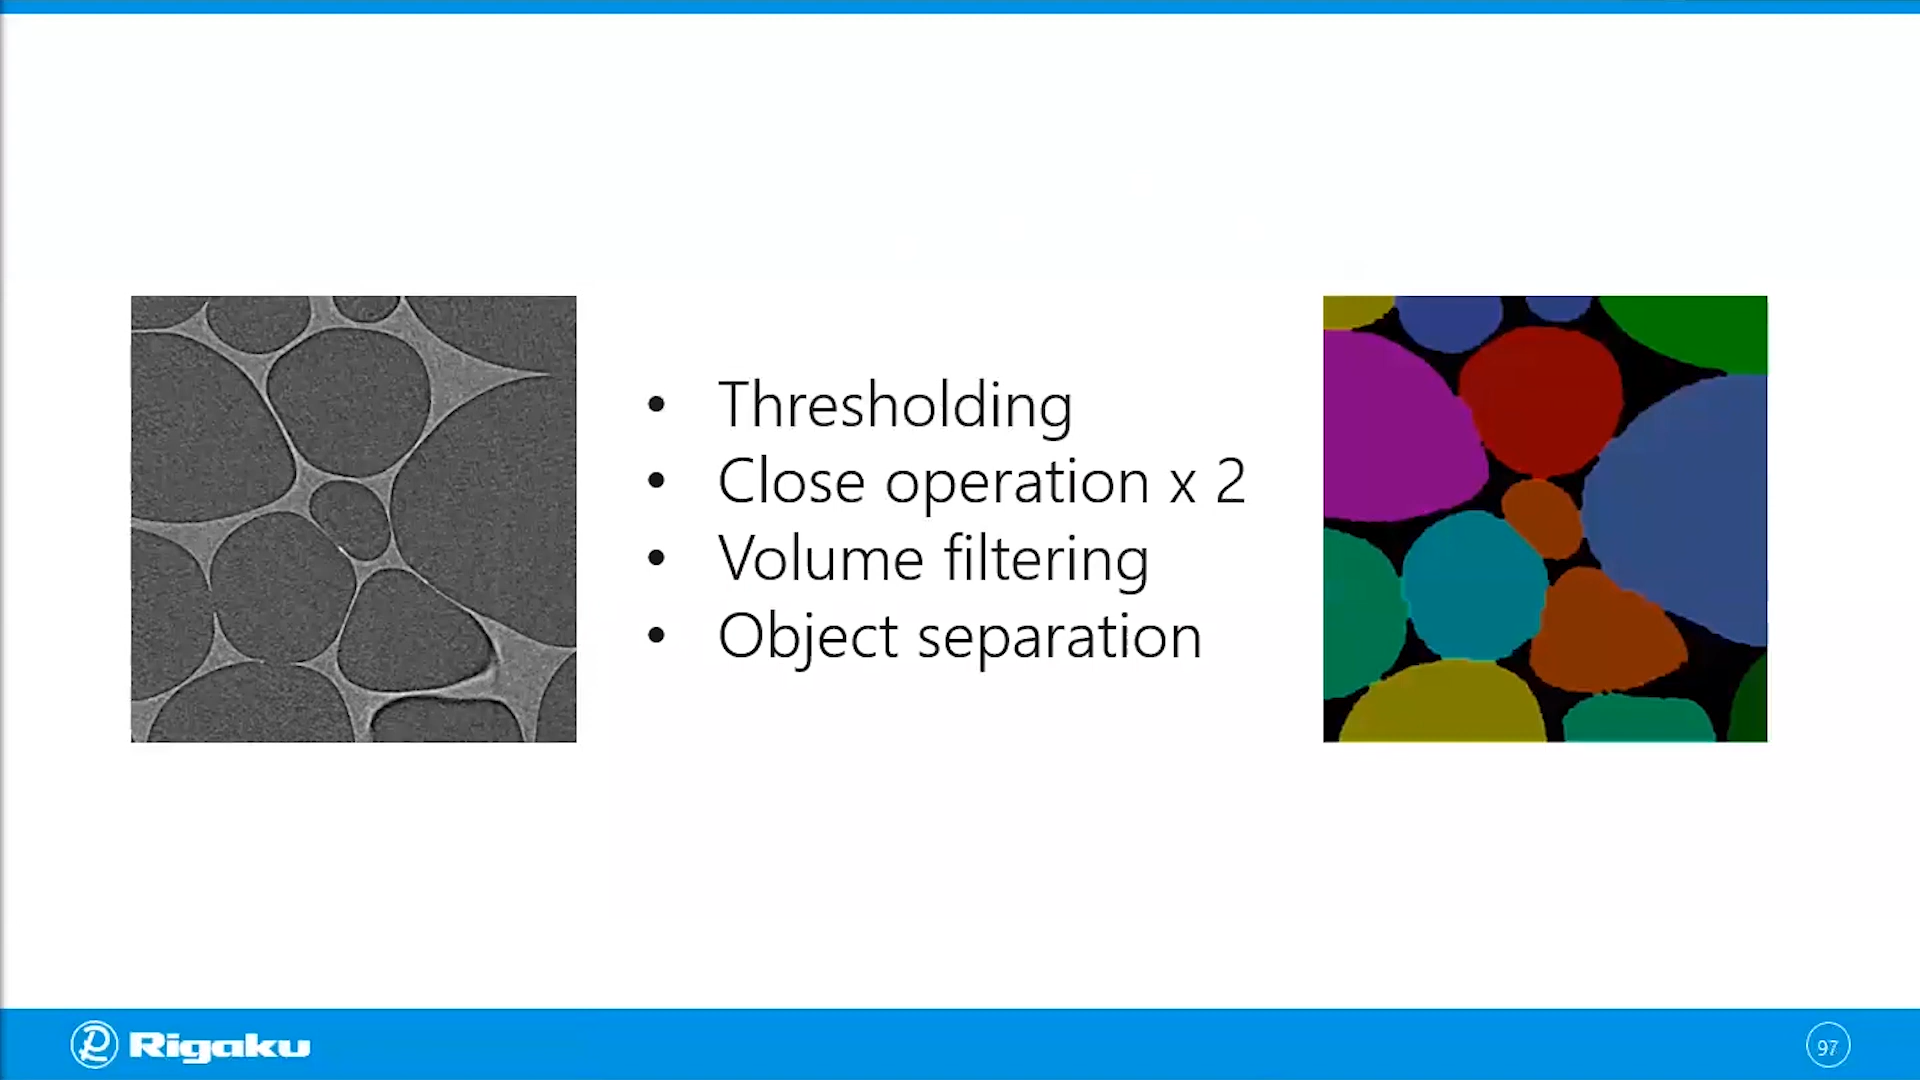 • Thresholding
• Close operation x 2
• Volume filtering
• Object separation
Rigaku
97